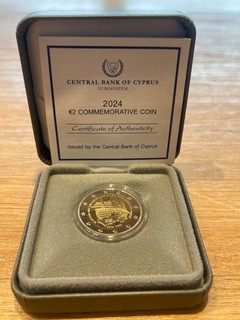 CENTRAL BANK OF CYPRUS
EUROSYSTEM
2024
€2 COMMEMORATIVE COIN
Certificate of Authenticity
Issued by the Central Bank of Cyprus